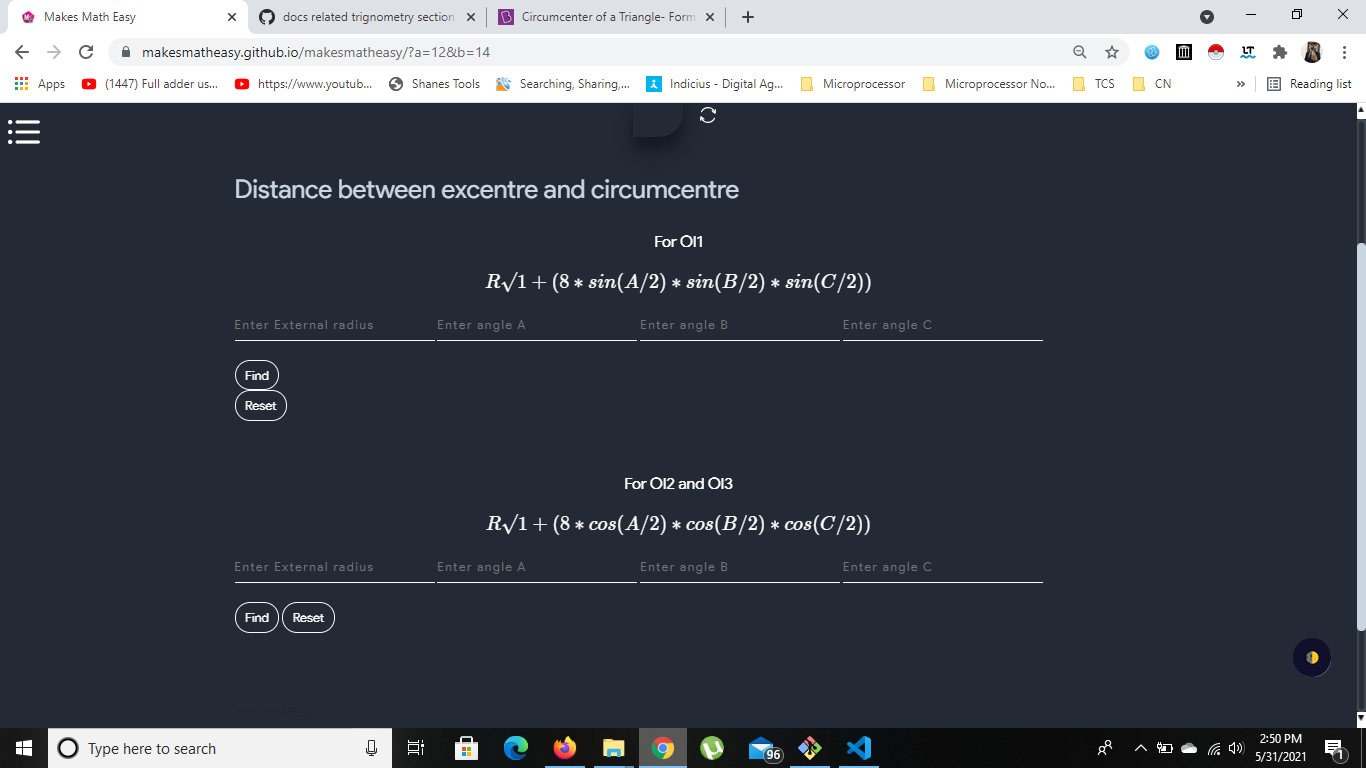 Makes Math Easy
docs related trignometry section
Circumcenter of a Triangle- Form
makesmatheasy.github.io/makesmatheasy/?a=12&b=14
Apps
(1447) Full adder us...
https://www.youtub...
Shanes Tools
Searching, Sharing,...
Indicius - Digital Ag...
Microprocessor
Microprocessor No...
TCS
CN
»
Reading list
Distance between excentre and circumcentre
For OI1
R√1 + (8 * sin(A/2) * sin(B/2) * sin(C/2))
Enter External radius Enter angle A Enter angle B Enter angle C
Find
Reset
For OI2 and OI3
R√1 + (8 * cos(A/2) * cos(B/2) * cos(C/2))
Enter External radius Enter angle A Enter angle B Enter angle C
Find Reset
Type here to search
96
2:50 PM
5/31/2021
1